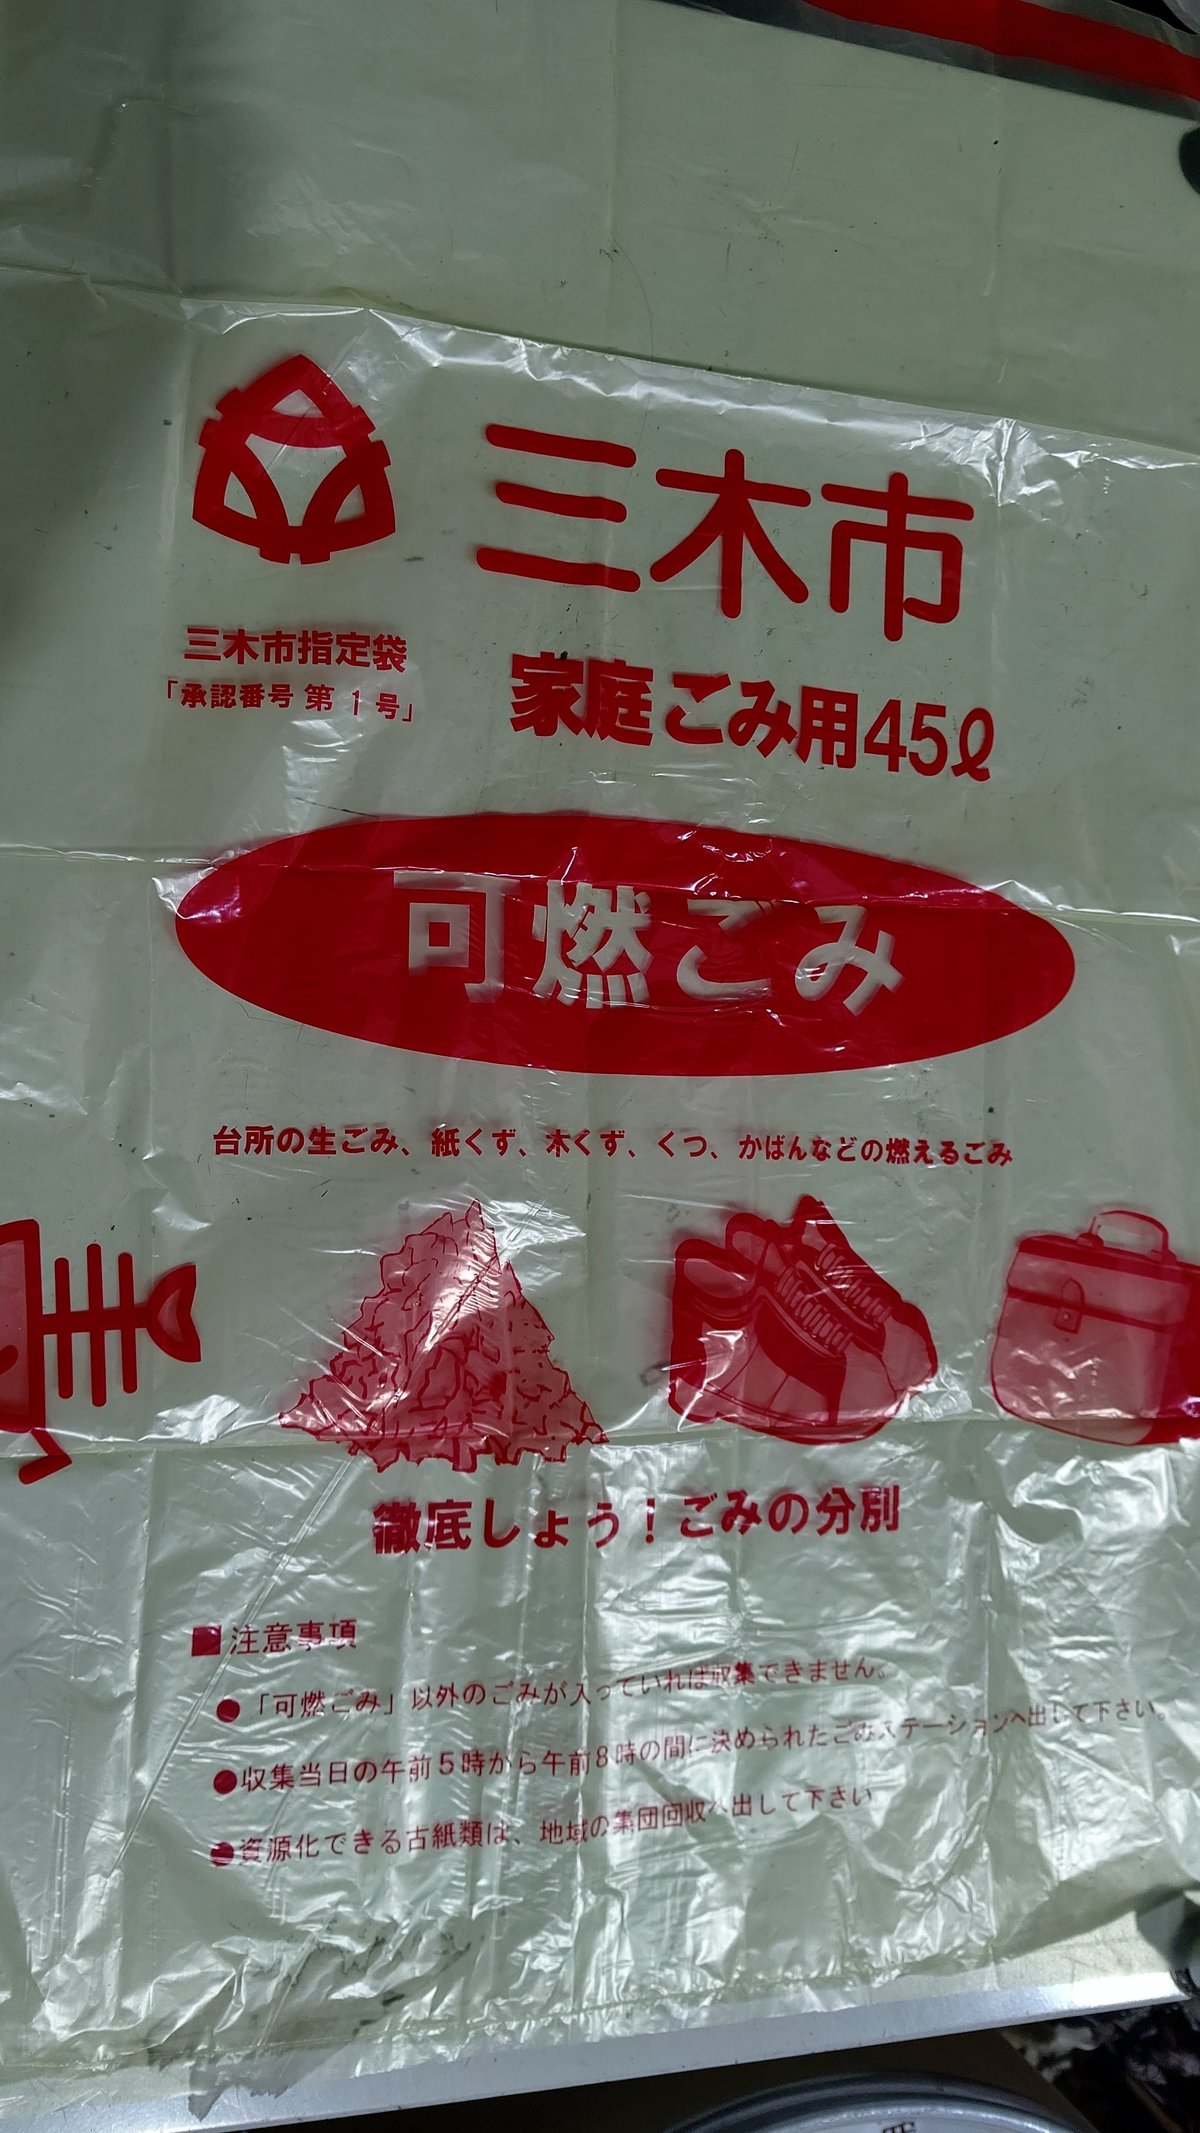 三木市
三木市指定袋
「承認番号 第 1 号」
家庭ごみ用45ℓ
可燃ごみ
台所の生ごみ、紙くず、木くず、くつ、かばんなどの燃えるごみ
徹底しよう！ごみの分別
■注意事項
●「可燃ごみ」以外のごみが入っていれば収集できません。
●収集当日の午前5時から午前8時の間に決められたごみステーションへ出して下さい。
●資源化できる古紙類は、地域の集団回収へ出して下さい